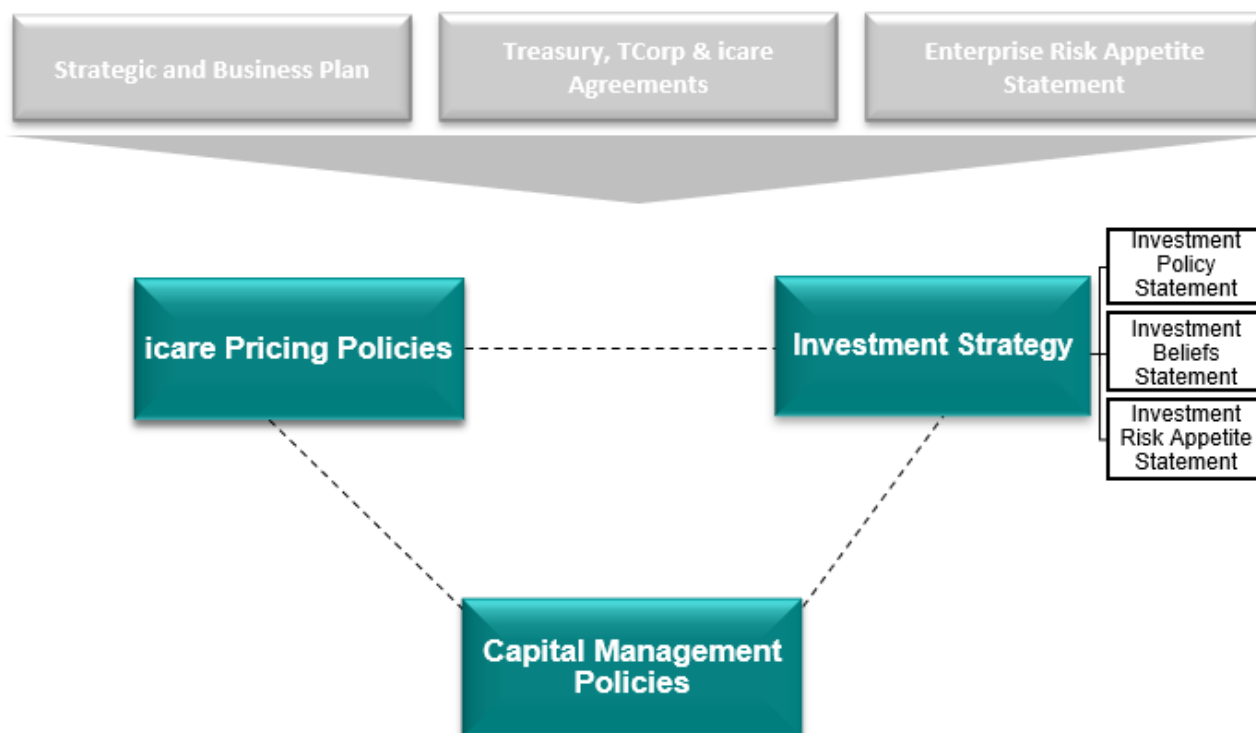 Strategic and Business Plan
Treasury, TCorp & icare
Agreements
Enterprise Risk Appetite
Statement
icare Pricing Policies
Investment Strategy
Investment
Policy
Statement
Investment
Beliefs
Statement
Investment
Risk Appetite
Statement
Capital Management
Policies